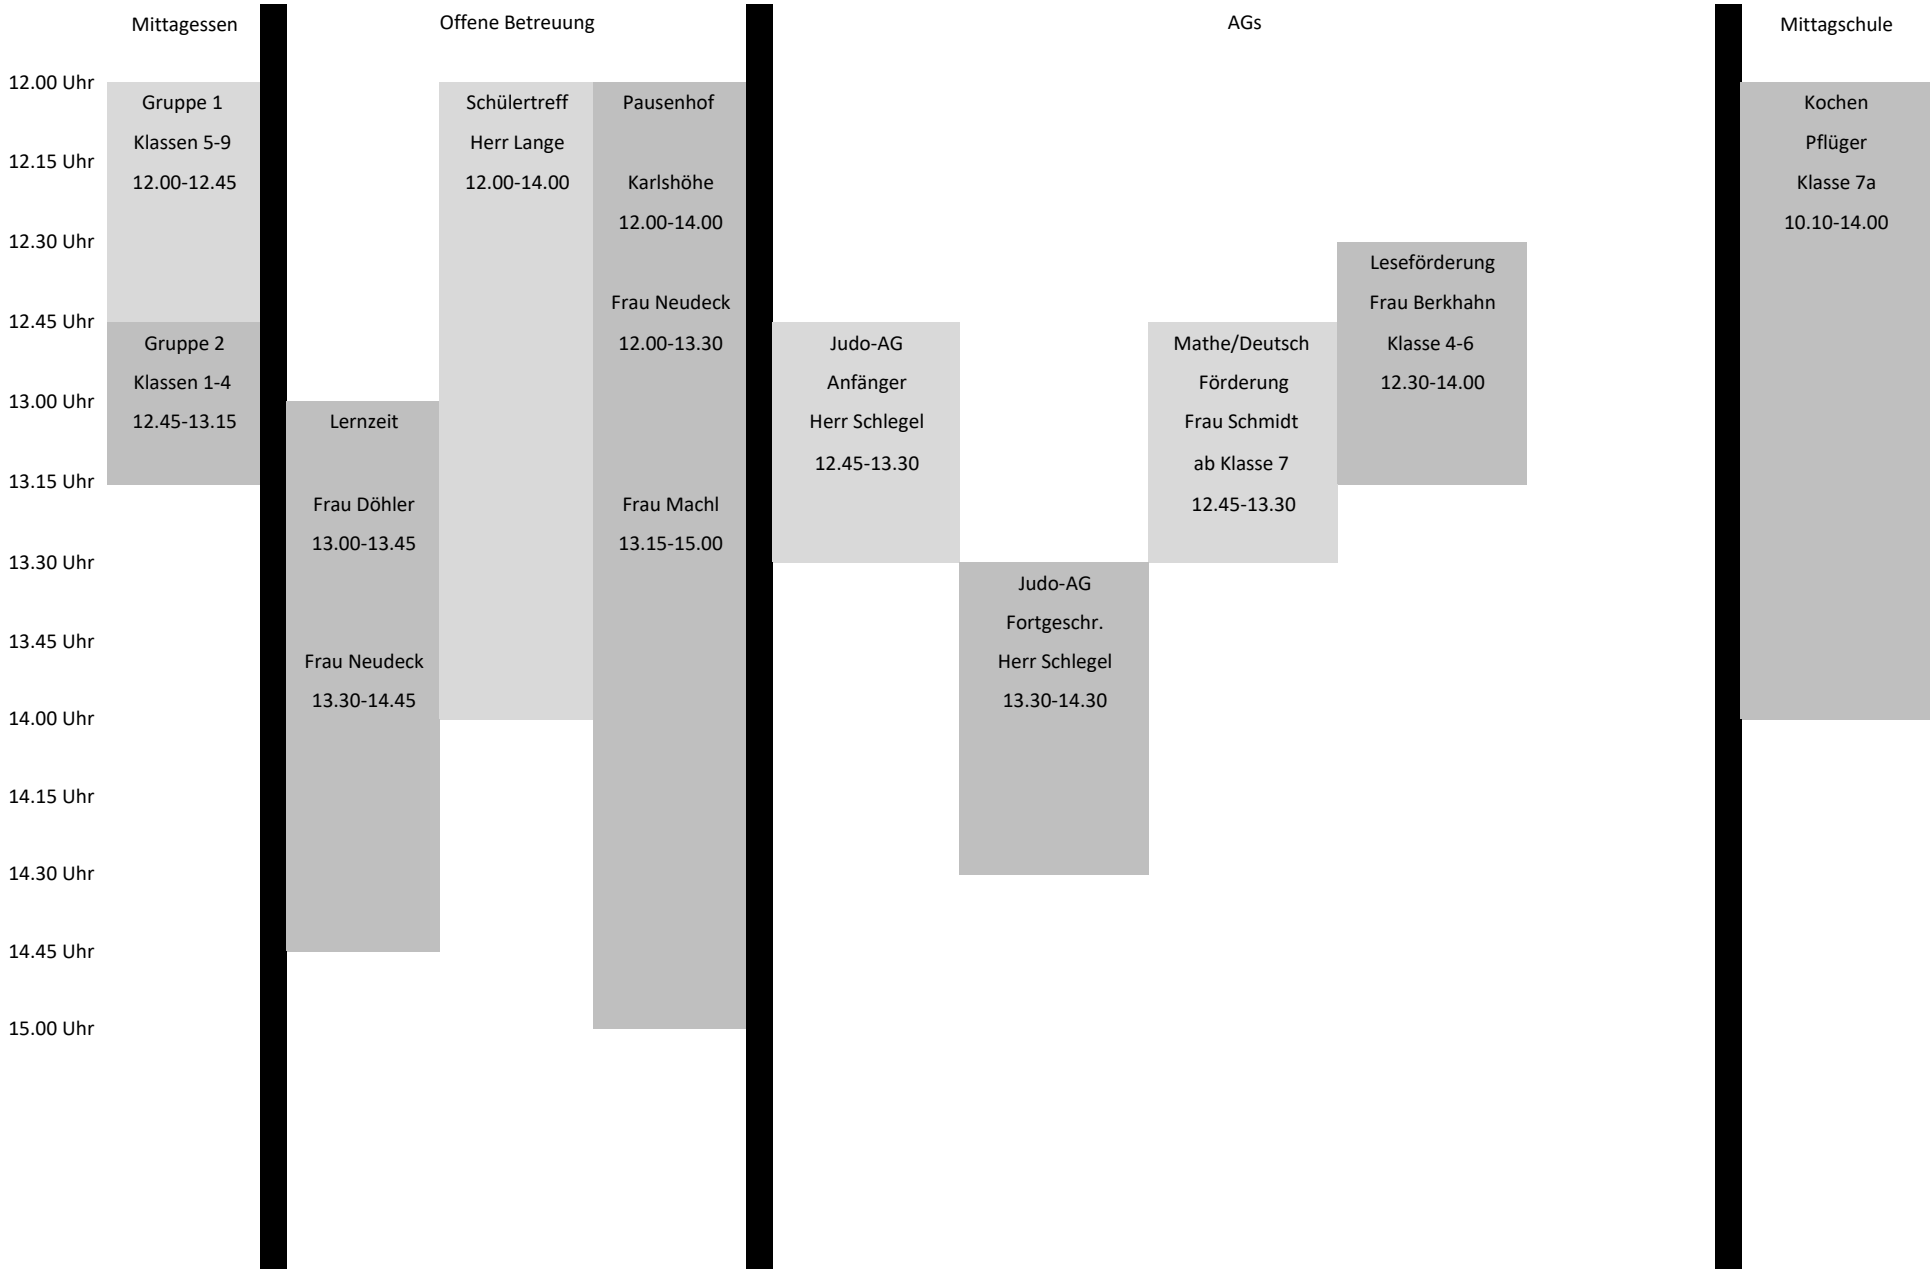 Mittagessen
Offene Betreuung
AGs
Mittagschule
12.00 Uhr
12.15 Uhr
12.30 Uhr
12.45 Uhr
13.00 Uhr
13.15 Uhr
13.30 Uhr
13.45 Uhr
14.00 Uhr
14.15 Uhr
14.30 Uhr
14.45 Uhr
15.00 Uhr
Gruppe 1
Klassen 5-9
12.00-12.45
Gruppe 2
Klassen 1-4
12.45-13.15
Lernzeit
Frau Döhler
13.00-13.45
Frau Neudeck
13.30-14.45
Schülertreff
Herr Lange
12.00-14.00
Pausenhof
Karlshöhe
12.00-14.00
Frau Neudeck
12.00-13.30
Frau Machl
13.15-15.00
Judo-AG
Anfänger
Herr Schlegel
12.45-13.30
Judo-AG
Fortgeschr.
Herr Schlegel
13.30-14.30
Mathe/Deutsch
Förderung
Frau Schmidt
ab Klasse 7
12.45-13.30
Leseförderung
Frau Berkhahn
Klasse 4-6
12.30-14.00
Kochen
Pflüger
Klasse 7a
10.10-14.00